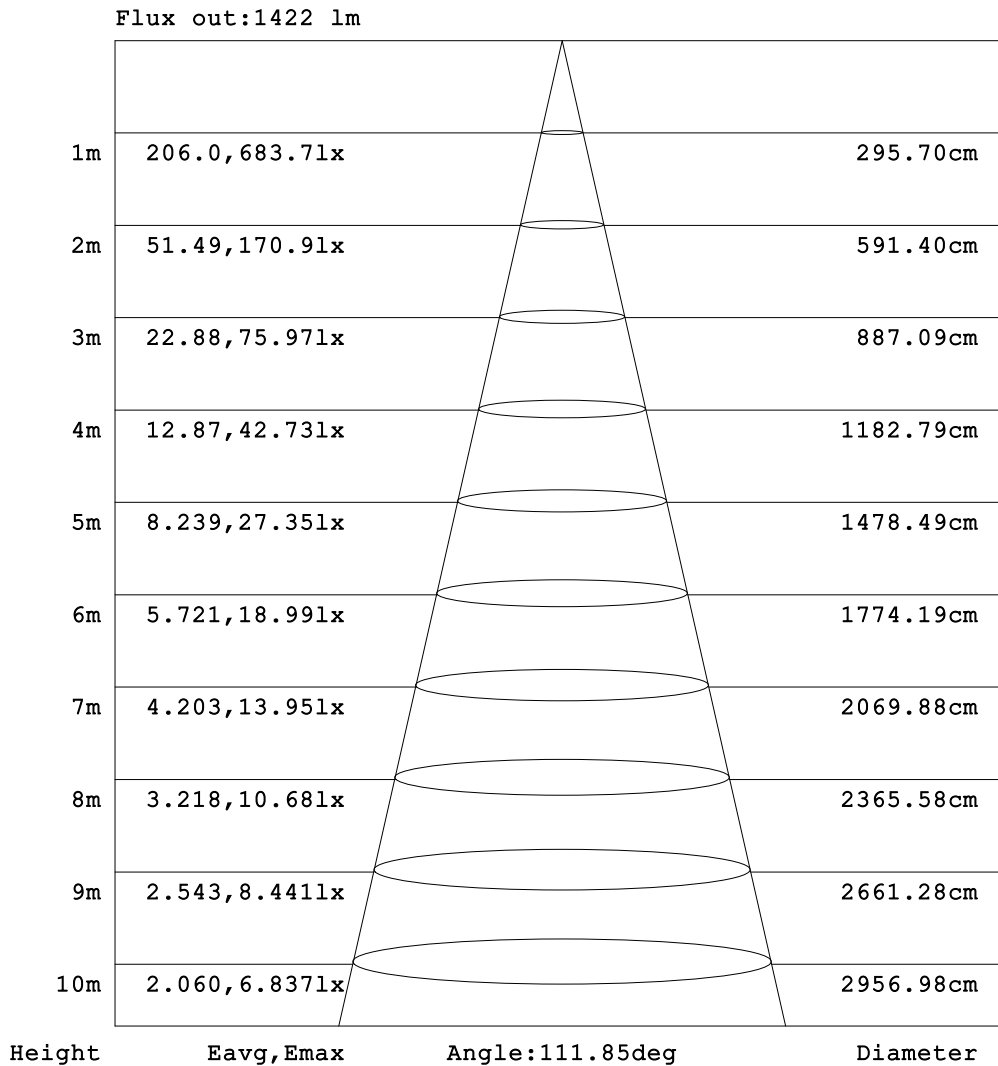 Flux out:1422 lm
1m 206.0,683.7lx 295.70cm
2m 51.49,170.9lx 591.40cm
3m 22.88,75.97lx 887.09cm
4m 12.87,42.73lx 1182.79cm
5m 8.239,27.35lx 1478.49cm
6m 5.721,18.99lx 1774.19cm
7m 4.203,13.95lx 2069.88cm
8m 3.218,10.68lx 2365.58cm
9m 2.543,8.441lx 2661.28cm
10m 2.060,6.837lx 2956.98cm
Height Eavg,Emax Angle:111.85deg Diameter